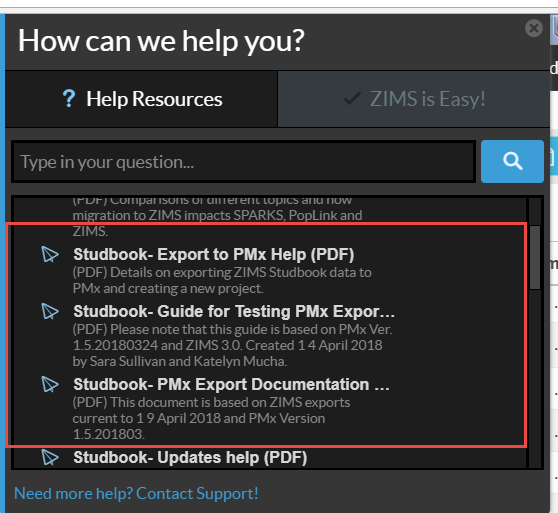 How can we help you?
? Help Resources
ZIMS is Easy!
Type in your question...
(PDF) Comparisons of different topics and how
migration to ZIMS impacts SPARKS, PopLink and
ZIMS.
Studbook- Export to PMx Help (PDF)
(PDF) Details on exporting ZIMS Studbook data to
PMx and creating a new project.
Studbook- Guide for Testing PMx Expor...
(PDF) Please note that this guide is based on PMx Ver.
1.5.20180324 and ZIMS 3.0. Created 1 4 April 2018
by Sara Sullivan and Katelyn Mucha.
Studbook- PMx Export Documentation ...
(PDF) This document is based on ZIMS exports
current to 1 9 April 2018 and PMx Version
1.5.201803.
Studbook- Updates help (PDF)
Need more help? Contact Support!